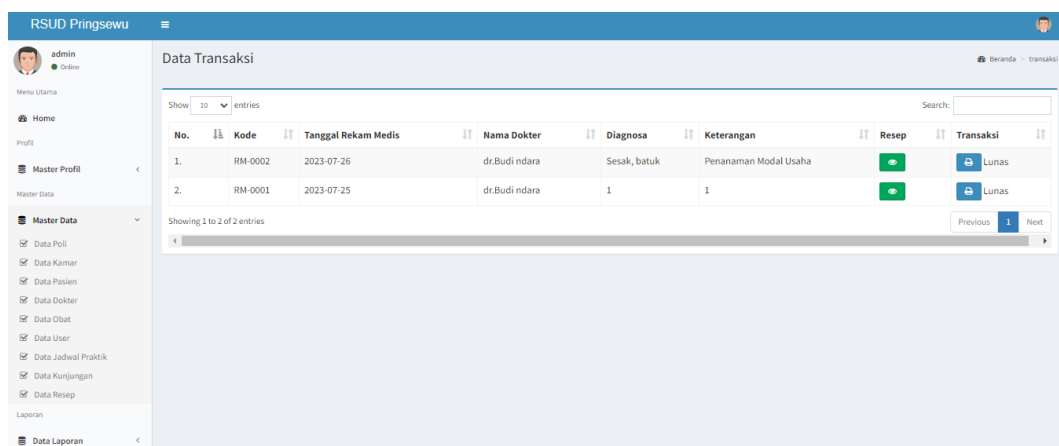 RSUD Pringsewu
admin
Online
Menu Utama
Home
Profil
Master Profil
Master Data
Master Data
Data Poli
Data Kamar
Data Pasien
Data Dokter
Data Obat
Data User
Data Jadwal Praktik
Data Kunjungan
Data Resep
Laporan
Data Laporan
Data Transaksi
Beranda > transaksi
Show 10 entries Search:
No. Kode Tanggal Rekam Medis Nama Dokter Diagnosa Keterangan Resep Transaksi
1. RM-0002 2023-07-26 dr.Budi ndara Sesak, batuk Penanaman Modal Usaha Lunas
2. RM-0001 2023-07-25 dr.Budi ndara 1 1 Lunas
Showing 1 to 2 of 2 entries Previous 1 Next